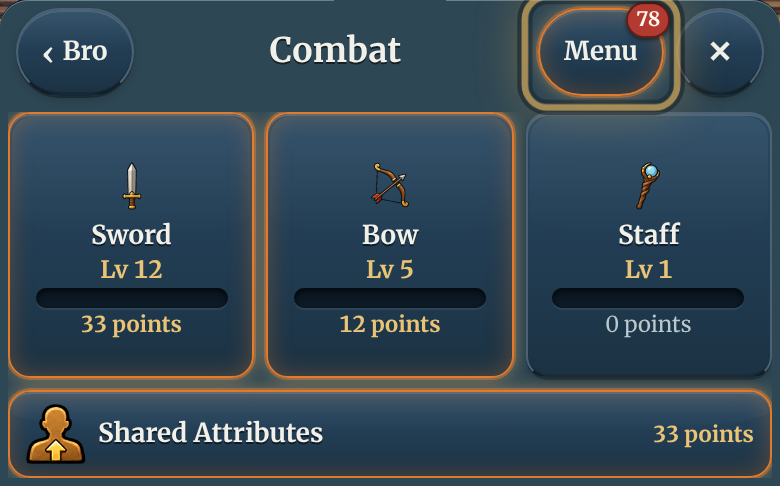 ‹ Bro
Combat
Menu
78
×
Sword
Lv 12
33 points
Bow
Lv 5
12 points
Staff
Lv 1
0 points
Shared Attributes
33 points